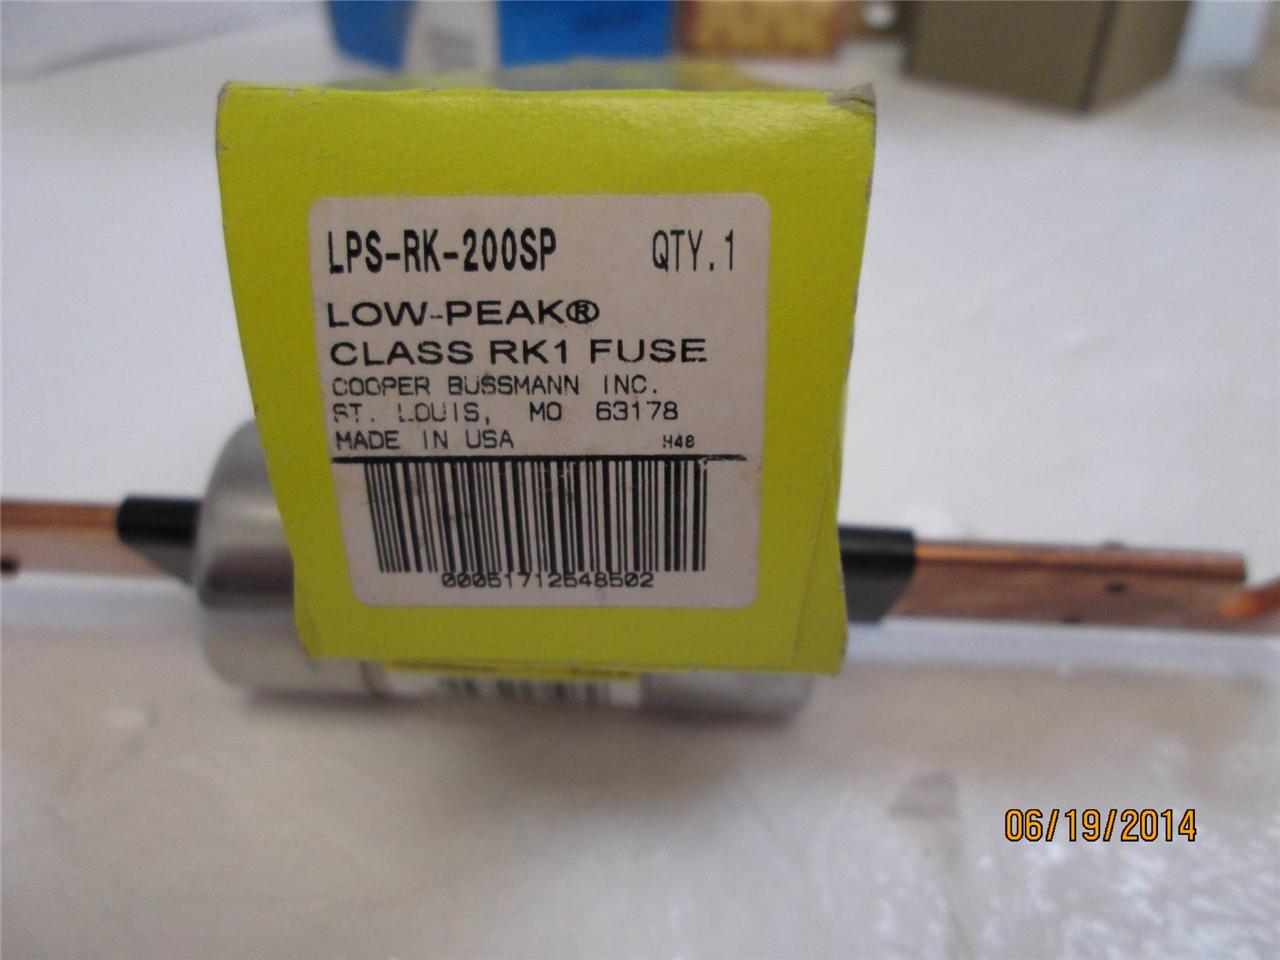 LPS-RK-200SP QTY.1
LOW-PEAK®
CLASS RK1 FUSE
COOPER BUSSMANN INC.
ST. LOUIS, MO 63178
MADE IN USA H48
00051712548502
06/19/2014